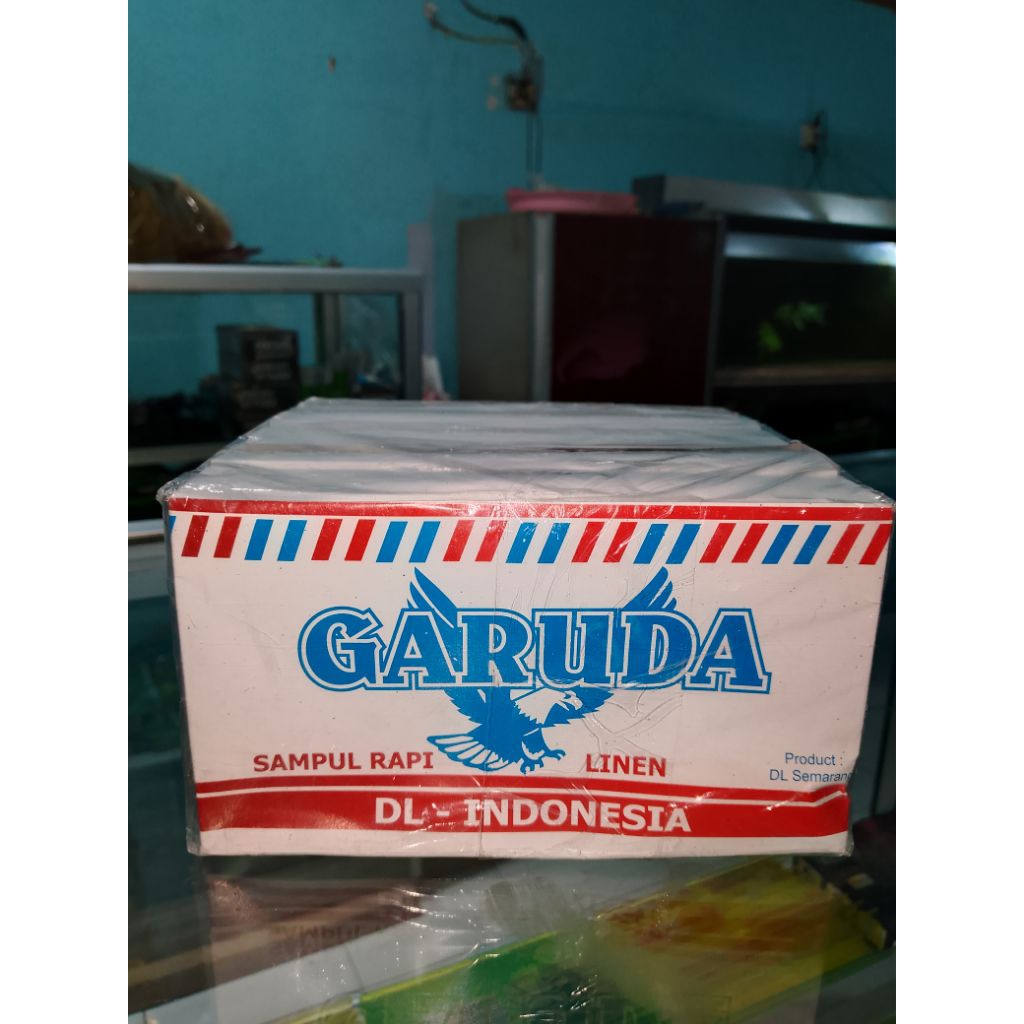 GARUDA
SAMPUL RAPI LINEN
Product :
DL Semarang
DL - INDONESIA